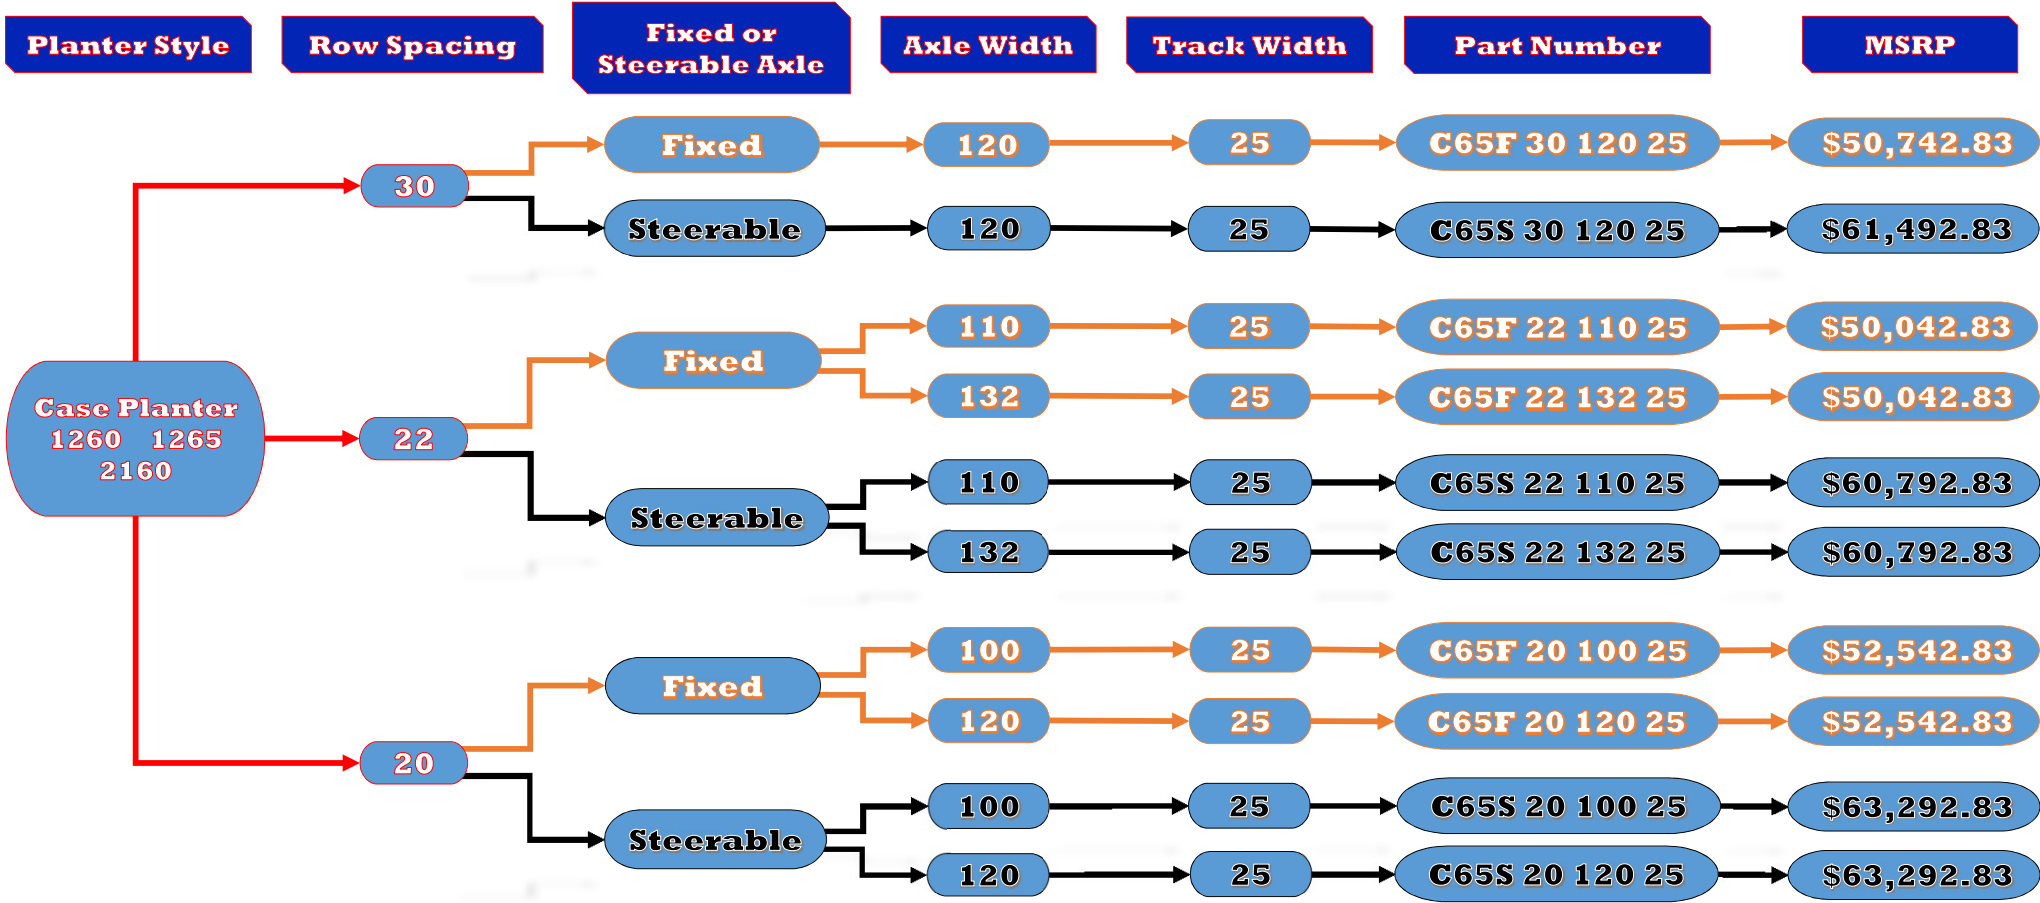 Planter Style
Row Spacing
Fixed or
Steerable Axle
Axle Width
Track Width
Part Number
MSRP
Fixed 120 25 C65F 30 120 25 $50,742.83
30
Steerable 120 25 C65S 30 120 25 $61,492.83
110 25 C65F 22 110 25 $50,042.83
Fixed
132 25 C65F 22 132 25 $50,042.83
Case Planter
1260 1265
2160
22
110 25 C65S 22 110 25 $60,792.83
Steerable
132 25 C65S 22 132 25 $60,792.83
100 25 C65F 20 100 25 $52,542.83
Fixed
120 25 C65F 20 120 25 $52,542.83
20
100 25 C65S 20 100 25 $63,292.83
Steerable
120 25 C65S 20 120 25 $63,292.83